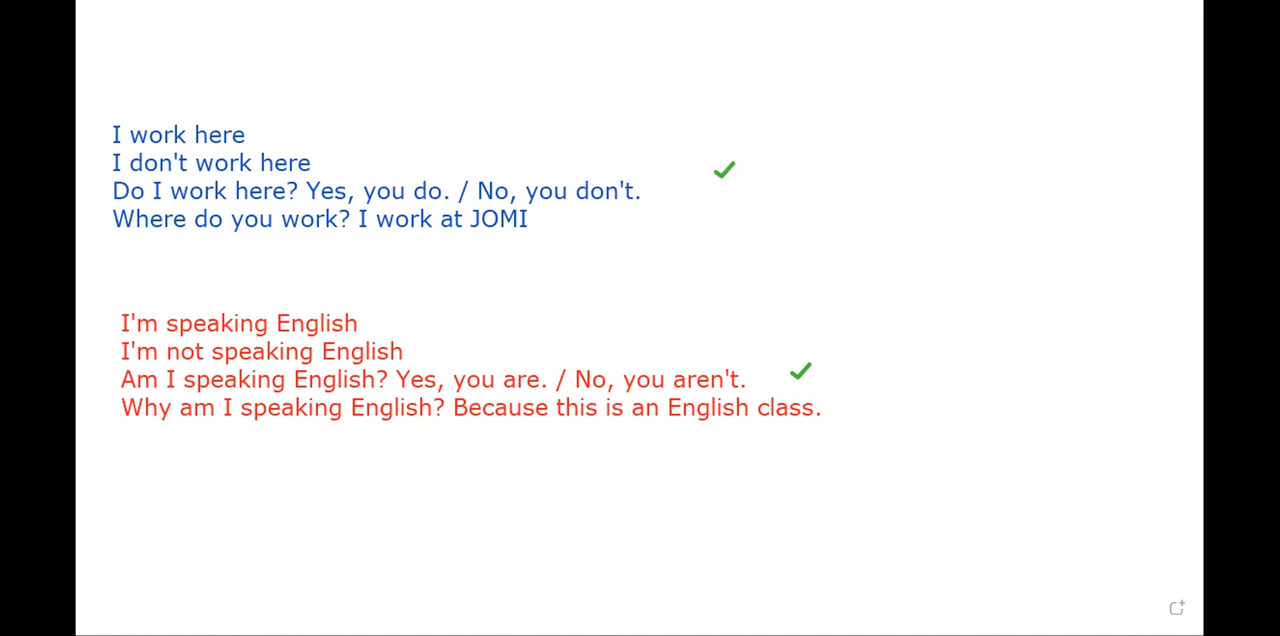 I work here
I don't work here
Do I work here? Yes, you do. / No, you don't.
Where do you work? I work at JOMI
I'm speaking English
I'm not speaking English
Am I speaking English? Yes, you are. / No, you aren't.
Why am I speaking English? Because this is an English class.